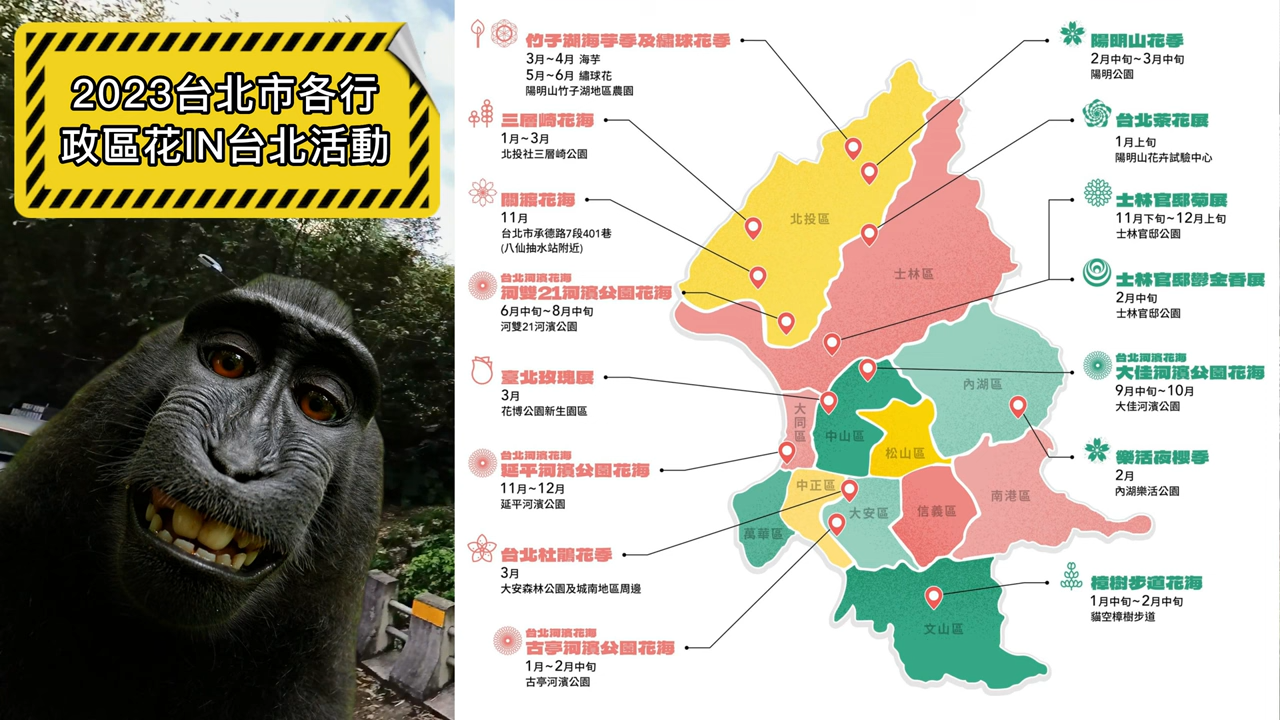 2023台北市各行
政區花IN台北活動
竹子湖海芋季及繡球花季
3月~4月 海芋
5月~6月 繡球花
陽明山竹子湖地區農園
三層崎花海
1月~3月
北投社三層崎公園
關渡花海
11月
台北市承德路7段401巷
(八仙抽水站附近)
台北河濱花海
河雙21河濱公園花海
6月中旬~8月中旬
河雙21河濱公園
臺北玫瑰展
3月
花博公園新生園區
台北河濱花海
延平河濱公園花海
11月~12月
延平河濱公園
台北杜鵑花季
3月
大安森林公園及城南地區周邊
台北河濱花海
古亭河濱公園花海
1月~2月中旬
古亭河濱公園
北投區
士林區
內湖區
大同區
中山區
松山區
中正區
大安區
信義區
南港區
萬華區
文山區
陽明山花季
2月中旬~3月中旬
陽明公園
台北茶花展
1月上旬
陽明山花卉試驗中心
士林官邸菊展
11月下旬~12月上旬
士林官邸公園
士林官邸鬱金香展
2月中旬
士林官邸公園
台北河濱花海
大佳河濱公園花海
9月中旬~10月
大佳河濱公園
樂活夜櫻季
2月
內湖樂活公園
樟樹步道花海
1月中旬~2月中旬
貓空樟樹步道